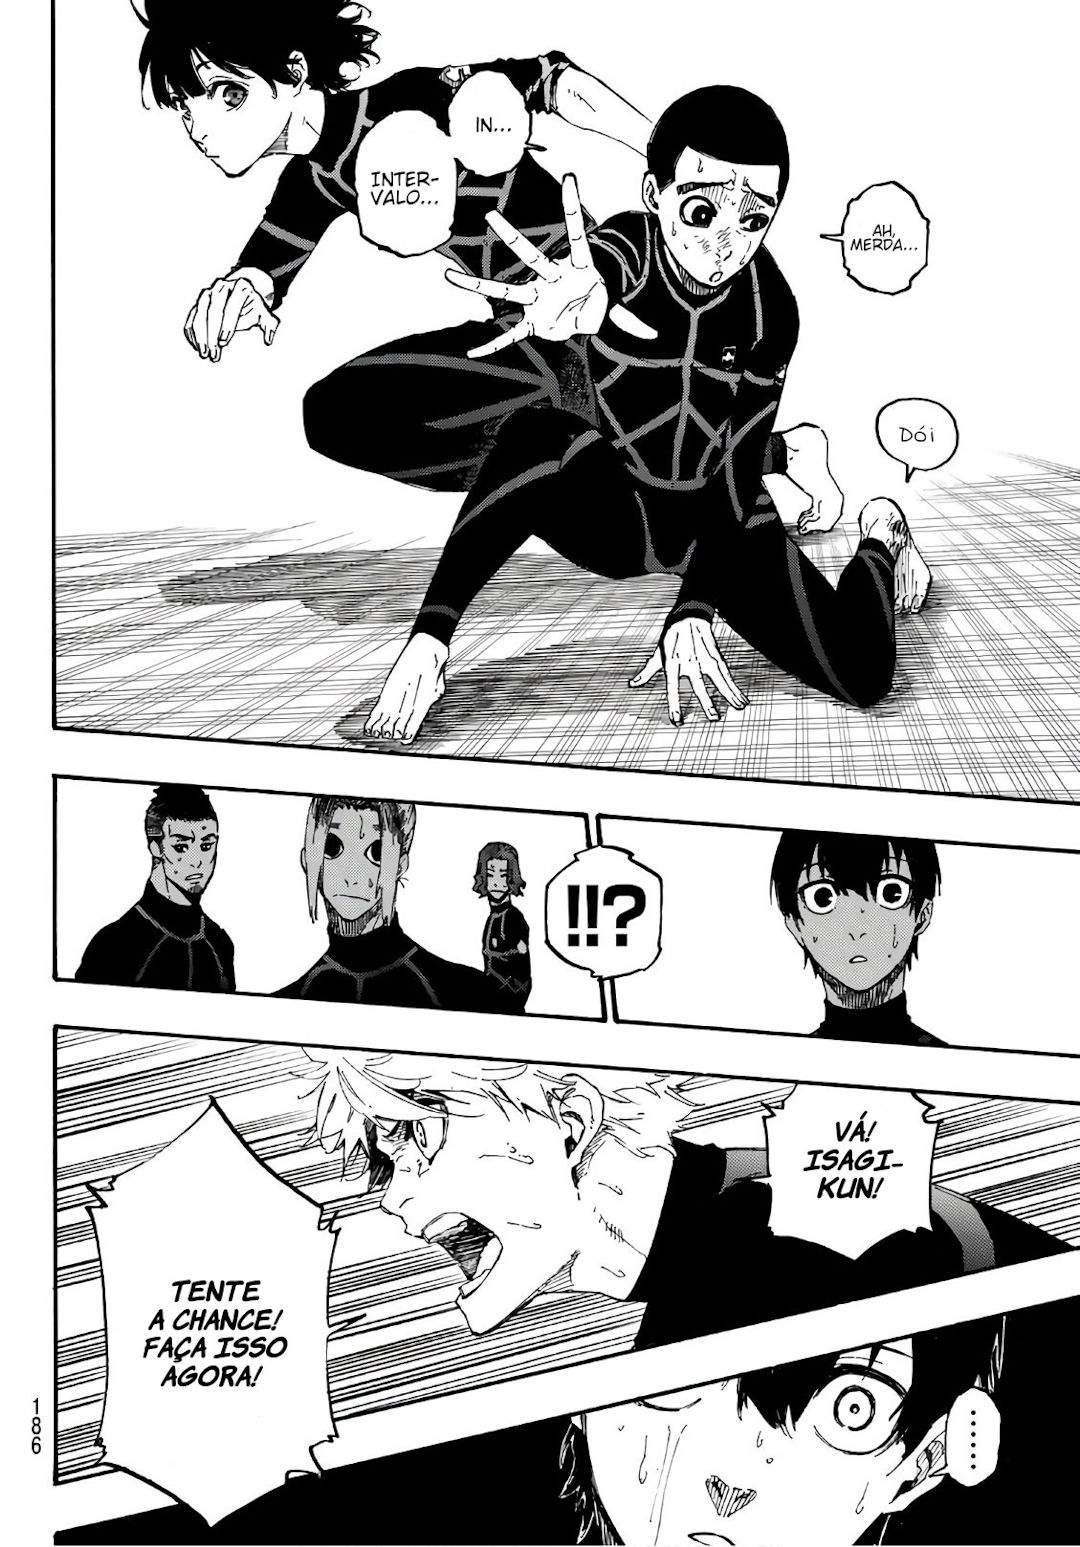 AH,
MERDA...
IN...
INTER-
VALO...
Dói
!!?
VÁ!
ISAGI-
KUN!
TENTE
A CHANCE!
FAÇA ISSO
AGORA!
......
186